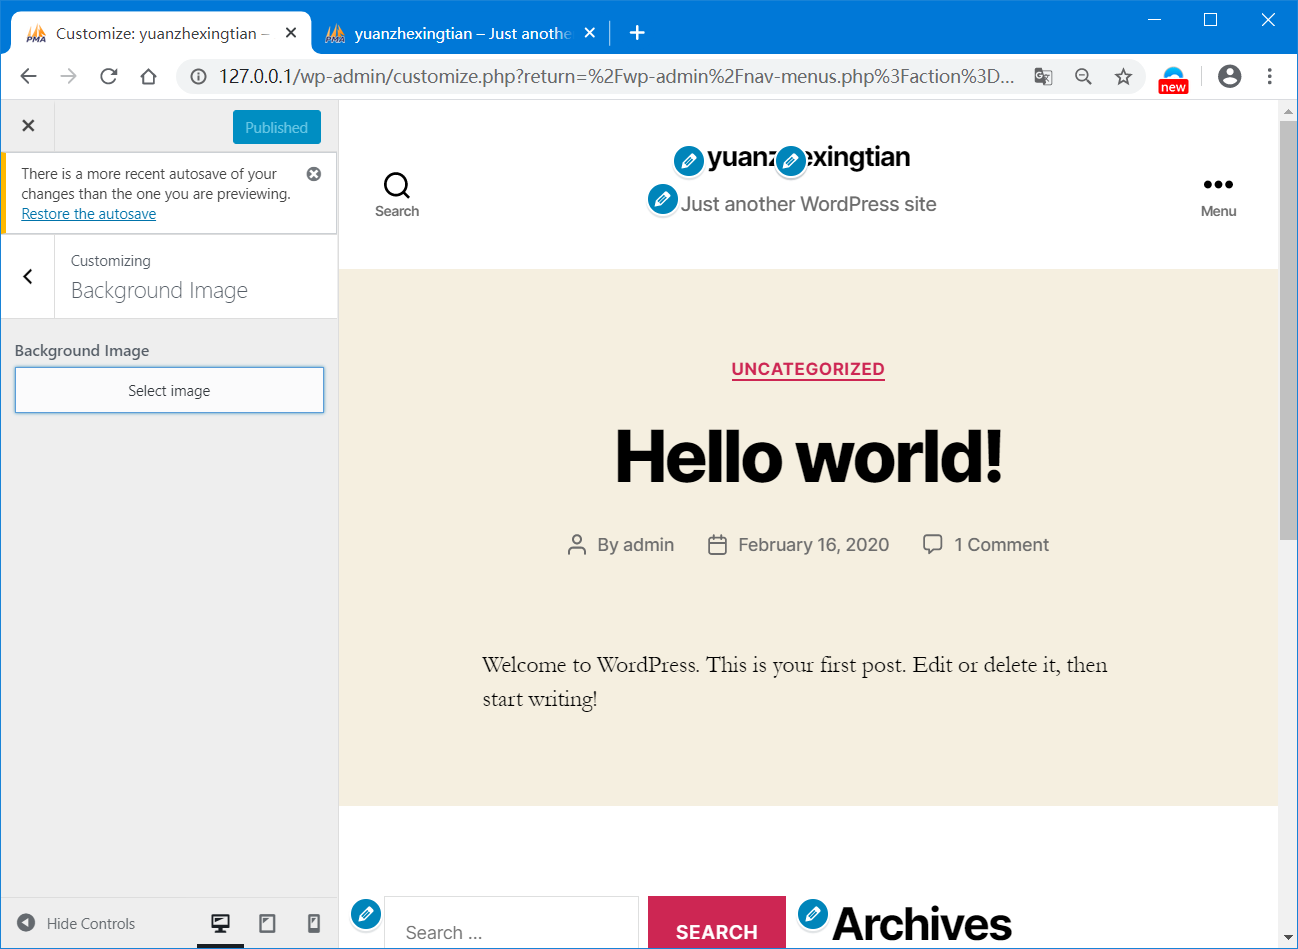 Customize: yuanzhexingtian –
yuanzhexingtian – Just anothe
127.0.0.1/wp-admin/customize.php?return=%2Fwp-admin%2Fnav-menus.php%3Faction%3D...
new
Published
There is a more recent autosave of your
changes than the one you are previewing.
Restore the autosave
Customizing
Background Image
Background Image
Select image
Hide Controls
Search
yuanzhexingtian
Just another WordPress site
Menu
UNCATEGORIZED
Hello world!
By admin
February 16, 2020
1 Comment
Welcome to WordPress. This is your first post. Edit or delete it, then
start writing!
Search ...
SEARCH
Archives